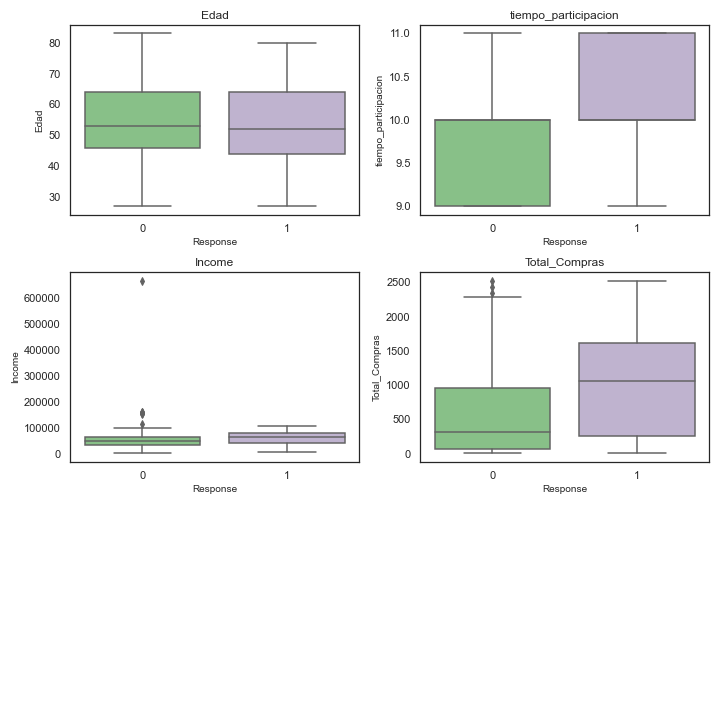 Edad
80
70
60
50
40
30
Edad
0
1
Response
tiempo_participacion
11.0
10.5
10.0
9.5
9.0
tiempo_participacion
0
1
Response
Income
600000
500000
400000
300000
200000
100000
0
Income
0
1
Response
Total_Compras
2500
2000
1500
1000
500
0
Total_Compras
0
1
Response